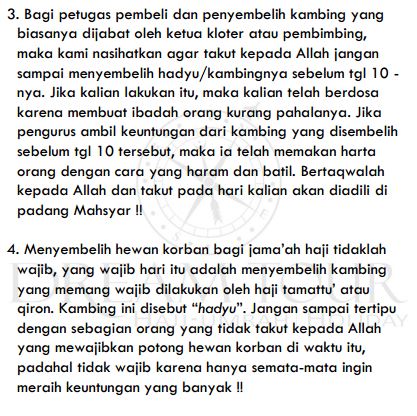 3. Bagi petugas pembeli dan penyembelih kambing yang
biasanya dijabat oleh ketua kloter atau pembimbing,
maka kami nasihatkan agar takut kepada Allah jangan
sampai menyembelih hadyu/kambingnya sebelum tgl 10 -
nya. Jika kalian lakukan itu, maka kalian telah berdosa
karena membuat ibadah orang kurang pahalanya. Jika
pengurus ambil keuntungan dari kambing yang disembelih
sebelum tgl 10 tersebut, maka ia telah memakan harta
orang dengan cara yang haram dan batil. Bertaqwalah
kepada Allah dan takut pada hari kalian akan diadili di
padang Mahsyar !!
4. Menyembelih hewan korban bagi jama'ah haji tidaklah
wajib, yang wajib hari itu adalah menyembelih kambing
yang memang wajib dilakukan oleh haji tamattu' atau
qiron. Kambing ini disebut "hadyu". Jangan sampai tertipu
dengan sebagian orang yang tidak takut kepada Allah
yang mewajibkan potong hewan korban di waktu itu,
padahal tidak wajib karena hanya semata-mata ingin
meraih keuntungan yang banyak !!
DREAM TOUR